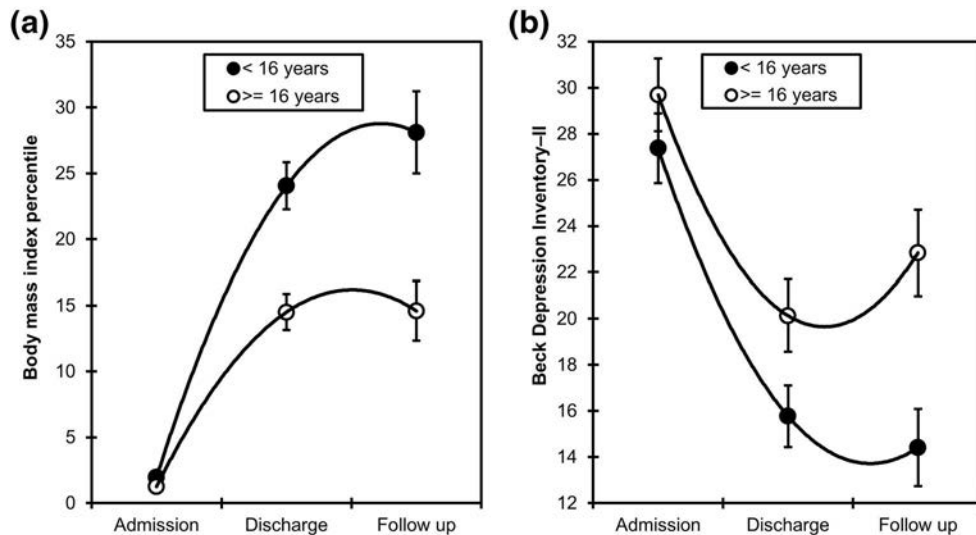 (a)
35
30
25
20
15
10
5
0
Body mass index percentile
< 16 years
>= 16 years
Admission Discharge Follow up
(b)
32
30
28
26
24
22
20
18
16
14
12
Beck Depression Inventory–II
< 16 years
>= 16 years
Admission Discharge Follow up